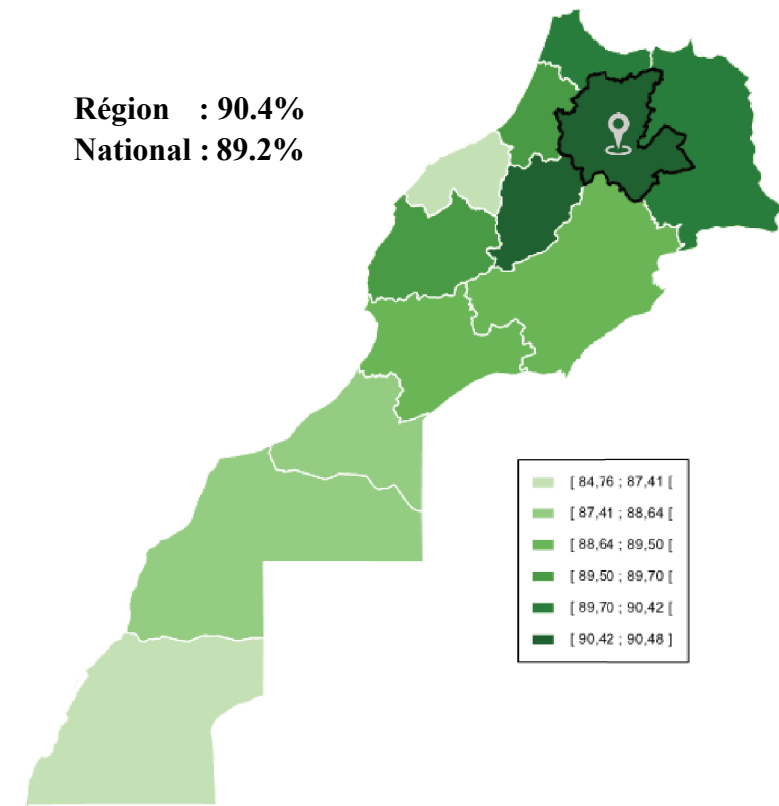 Région : 90.4%
National : 89.2%
[ 84,76 ; 87,41 [
[ 87,41 ; 88,64 [
[ 88,64 ; 89,50 [
[ 89,50 ; 89,70 [
[ 89,70 ; 90,42 [
[ 90,42 ; 90,48 ]